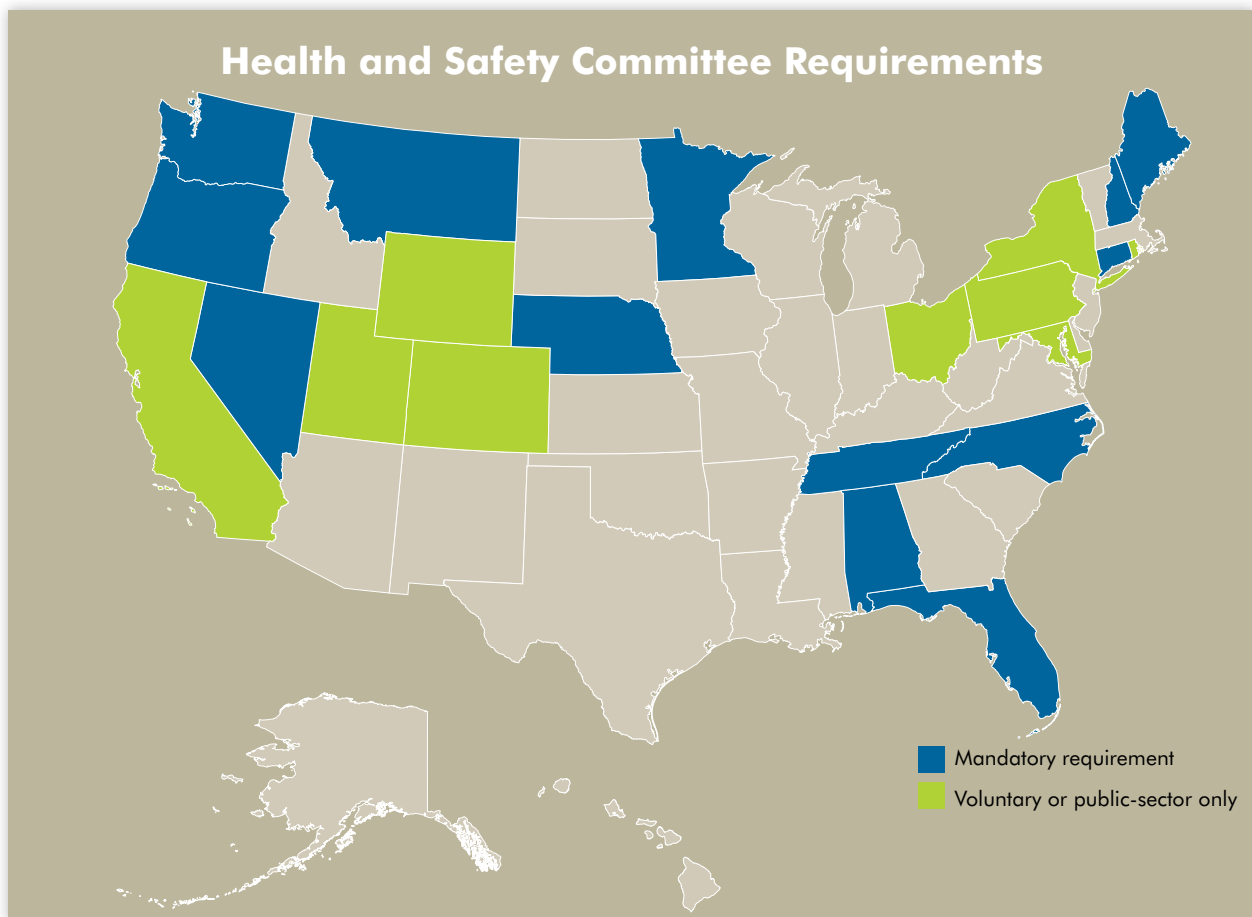 Health and Safety Committee Requirements
Mandatory requirement
Voluntary or public-sector only